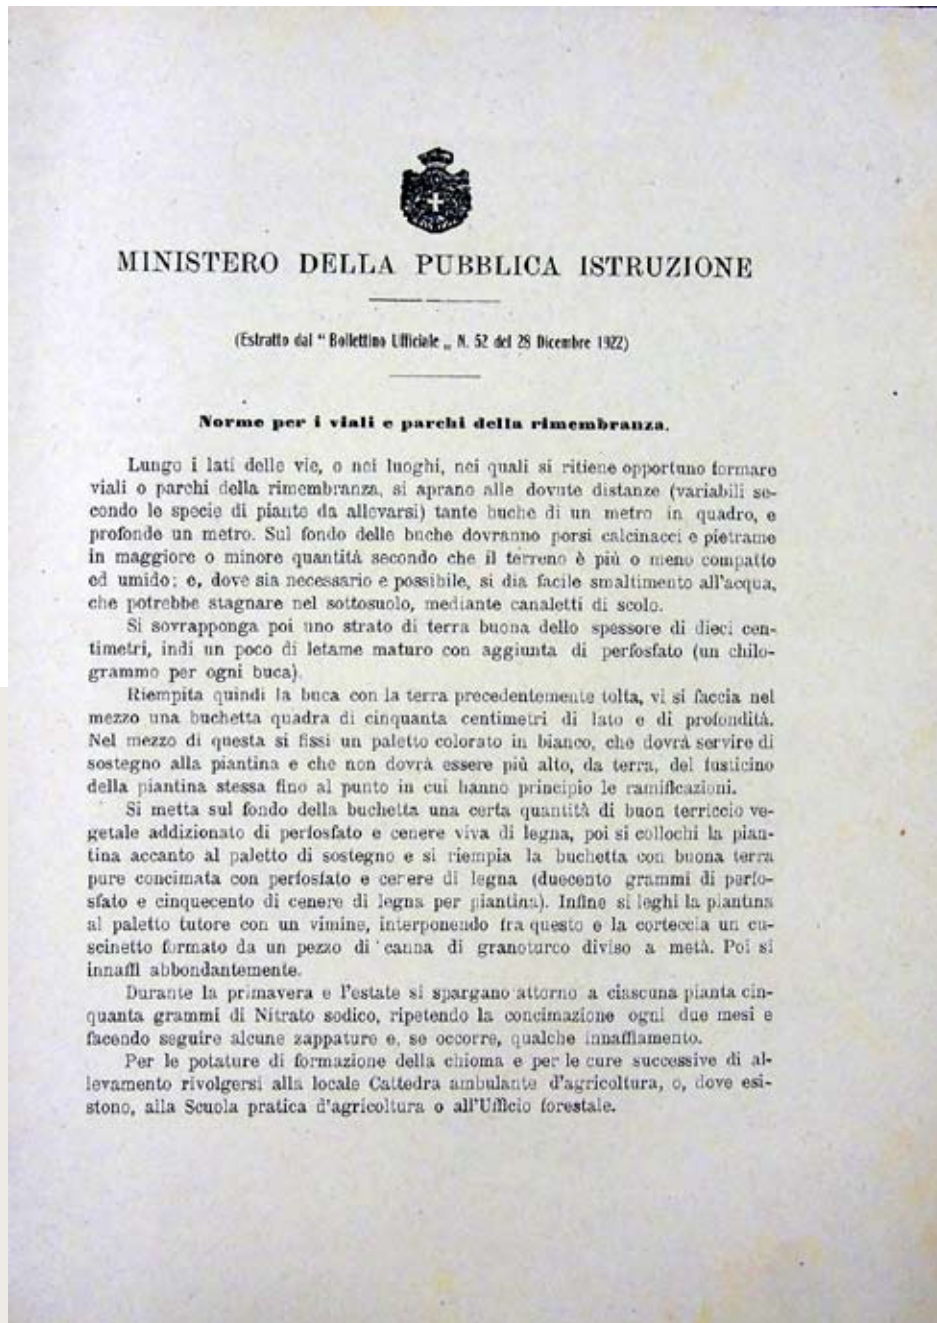 MINISTERO DELLA PUBBLICA ISTRUZIONE
(Estratto dal “ Bollettino Ufficiale „ N. 52 del 28 Dicembre 1922)
Norme per i viali e parchi della rimembranza.
Lungo i lati delle vie, o nei luoghi, nei quali si ritiene opportuno formare
viali o parchi della rimembranza, si aprano alle dovute distanze (variabili se-
condo le specie di piante da allevarsi) tante buche di un metro in quadro, e
profonde un metro. Sul fondo delle buche dovranno porsi calcinacci e pietrame
in maggiore o minore quantità secondo che il terreno è più o meno compatto
ed umido; e, dove sia necessario e possibile, si dia facile smaltimento all'acqua,
che potrebbe stagnare nel sottosuolo, mediante canaletti di scolo.
Si sovrapponga poi uno strato di terra buona dello spessore di dieci cen-
timetri, indi un poco di letame maturo con aggiunta di perfosfato (un chilo-
grammo per ogni buca).
Riempita quindi la buca con la terra precedentemente tolta, vi si faccia nel
mezzo una buchetta quadra di cinquanta centimetri di lato e di profondità.
Nel mezzo di questa si fissi un paletto colorato in bianco, che dovrà servire di
sostegno alla piantina e che non dovrà essere più alto, da terra, del fusticino
della piantina stessa fino al punto in cui hanno principio le ramificazioni.
Si metta sul fondo della buchetta una certa quantità di buon terriccio ve-
getale addizionato di perfosfato e cenere viva di legna, poi si collochi la pian-
tina accanto al paletto di sostegno e si riempia la buchetta con buona terra
pure concimata con perfosfato e cenere di legna (duecento grammi di perfo-
sfato e cinquecento di cenere di legna per piantina). Infine si leghi la piantina
al paletto tutore con un vimine, interponendo fra questo e la corteccia un cu-
scinetto formato da un pezzo di canna di granoturco diviso a metà. Poi si
innaffi abbondantemente.
Durante la primavera e l'estate si spargano attorno a ciascuna pianta cin-
quanta grammi di Nitrato sodico, ripetendo la concimazione ogni due mesi e
facendo seguire alcune zappature e, se occorre, qualche innaffiamento.
Per le potature di formazione della chioma e per le cure successive di al-
levamento rivolgersi alla locale Cattedra ambulante d'agricoltura, o, dove esi-
stono, alla Scuola pratica d'agricoltura o all'Ufficio forestale.